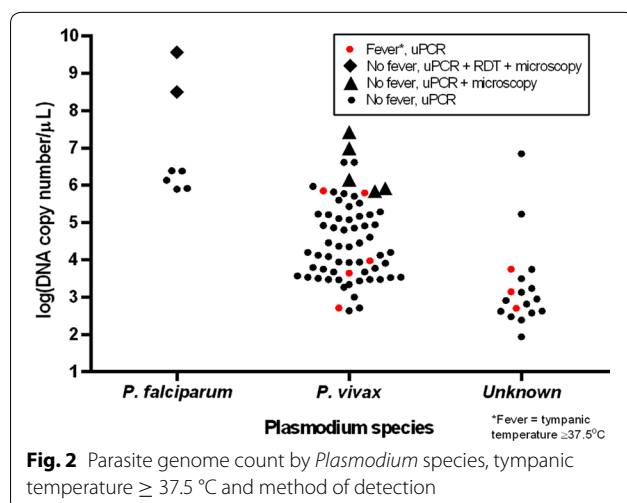 10
9
8
7
6
5
4
3
2
1
log(DNA copy number/µL)
Fever*, uPCR
No fever, uPCR + RDT + microscopy
No fever, uPCR + microscopy
No fever, uPCR
P. falciparum
P. vivax
Unknown
Plasmodium species
*Fever = tympanic
temperature ≥37.5°C
Fig. 2 Parasite genome count by Plasmodium species, tympanic
temperature ≥ 37.5 °C and method of detection